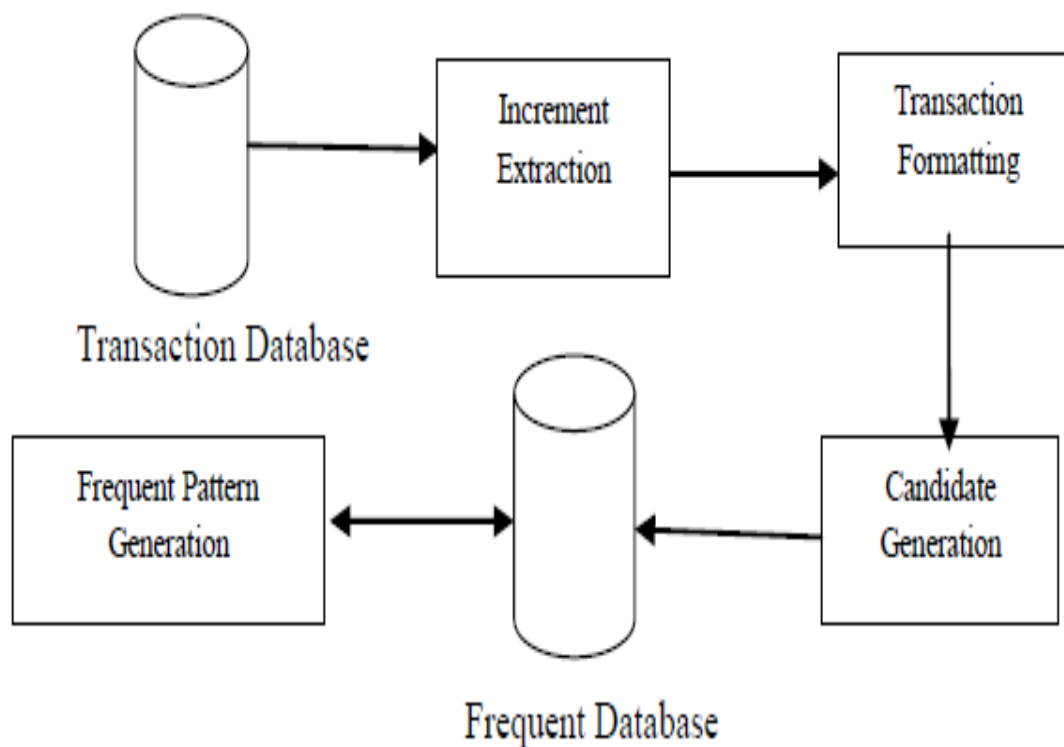 Increment
Extraction
Transaction
Formatting
Transaction Database
Frequent Pattern
Generation
Candidate
Generation
Frequent Database